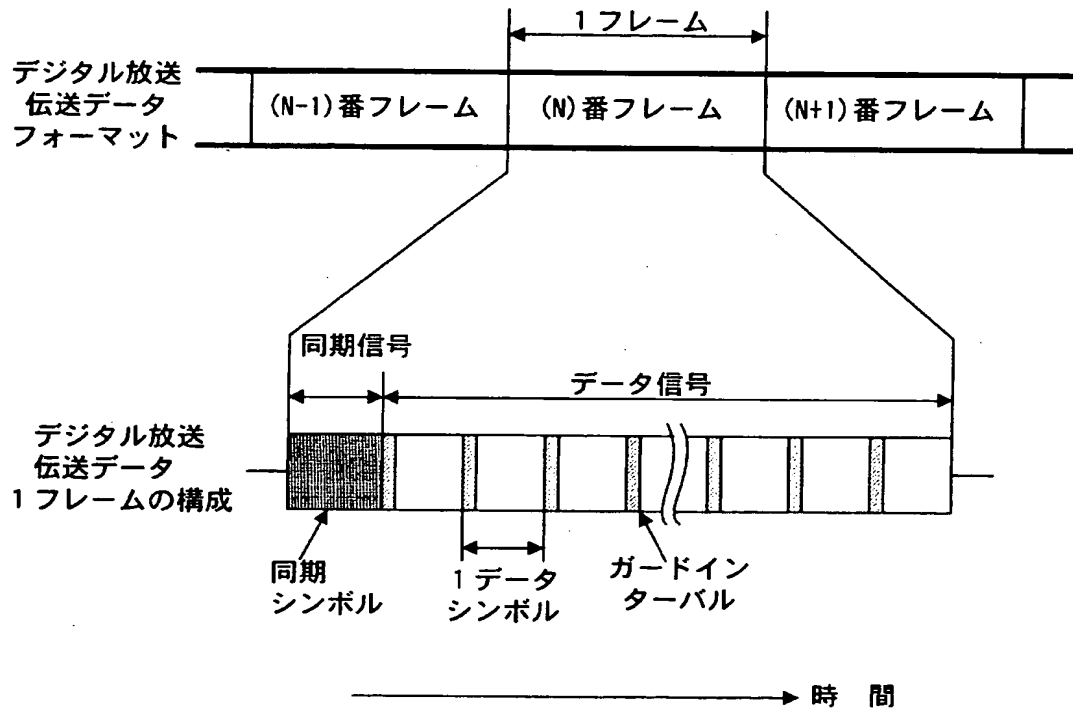 1フレーム
デジタル放送
伝送データ
フォーマット
(N-1)番フレーム
(N)番フレーム
(N+1)番フレーム
同期信号
データ信号
デジタル放送
伝送データ
1フレームの構成
同期
シンボル
1データ
シンボル
ガードイン
ターバル
時 間